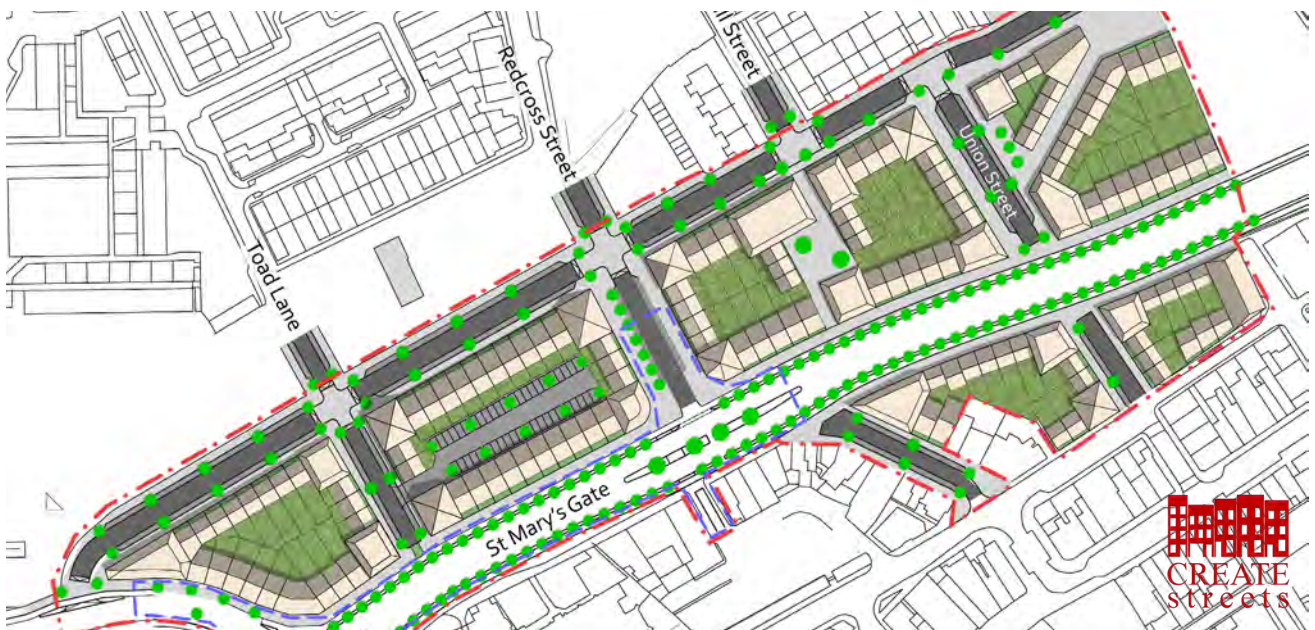 Toad Lane
Redcross Street
Street
Union Street
St Mary's Gate
CREATE
streets